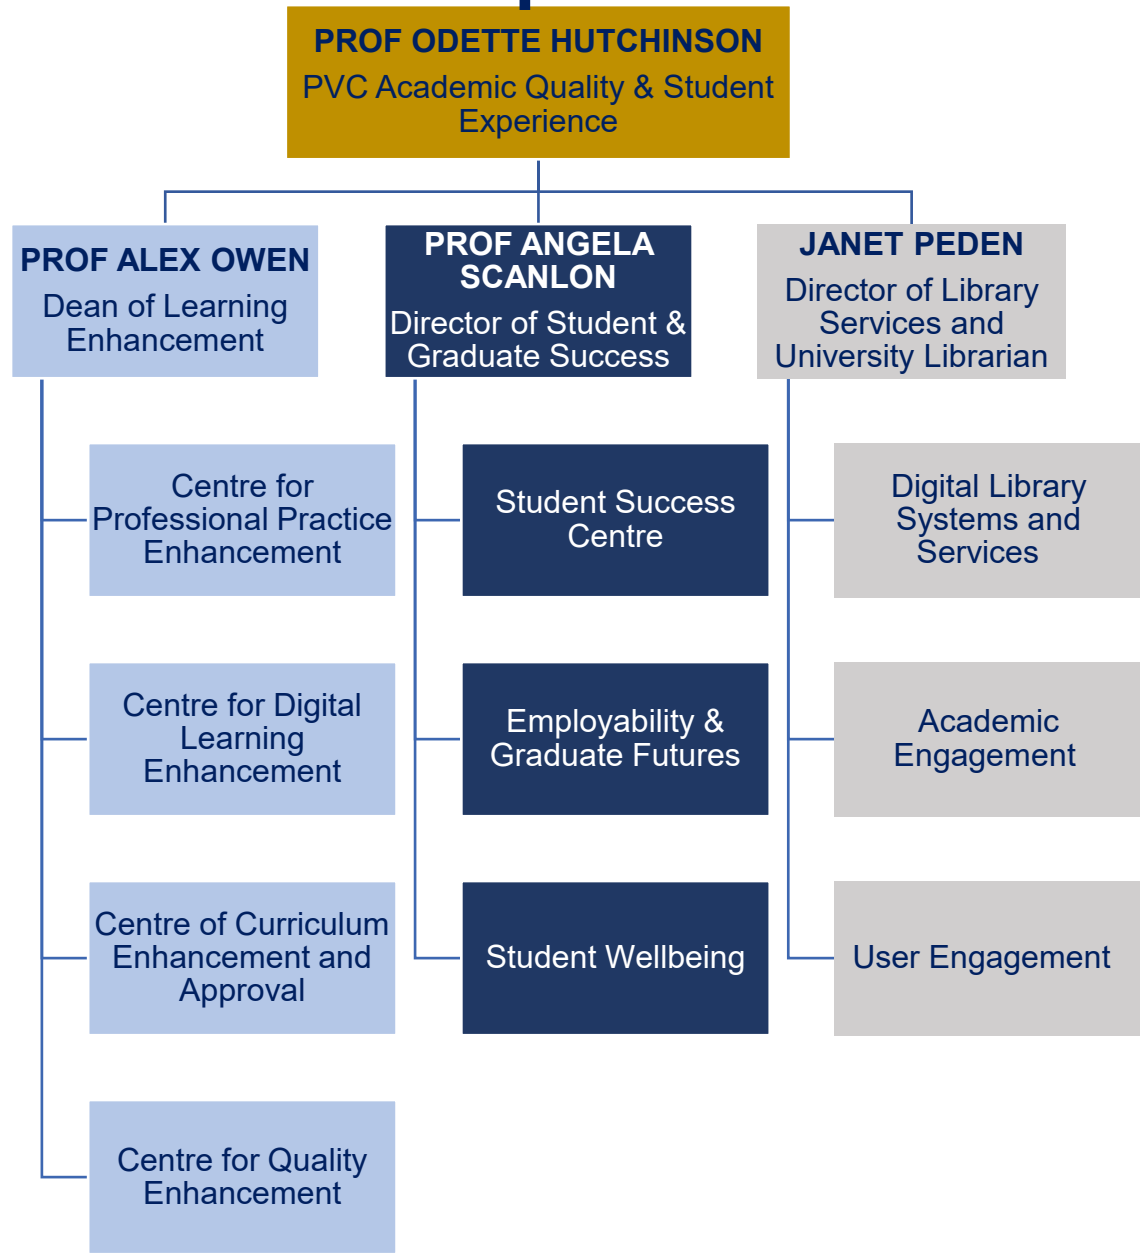 PROF ODETTE HUTCHINSON
PVC Academic Quality & Student
Experience
PROF ALEX OWEN
Dean of Learning
Enhancement
PROF ANGELA
SCANLON
Director of Student &
Graduate Success
JANET PEDEN
Director of Library
Services and
University Librarian
Centre for
Professional Practice
Enhancement
Centre for Digital
Learning
Enhancement
Centre of Curriculum
Enhancement and
Approval
Centre for Quality
Enhancement
Student Success
Centre
Employability &
Graduate Futures
Student Wellbeing
Digital Library
Systems and
Services
Academic
Engagement
User Engagement